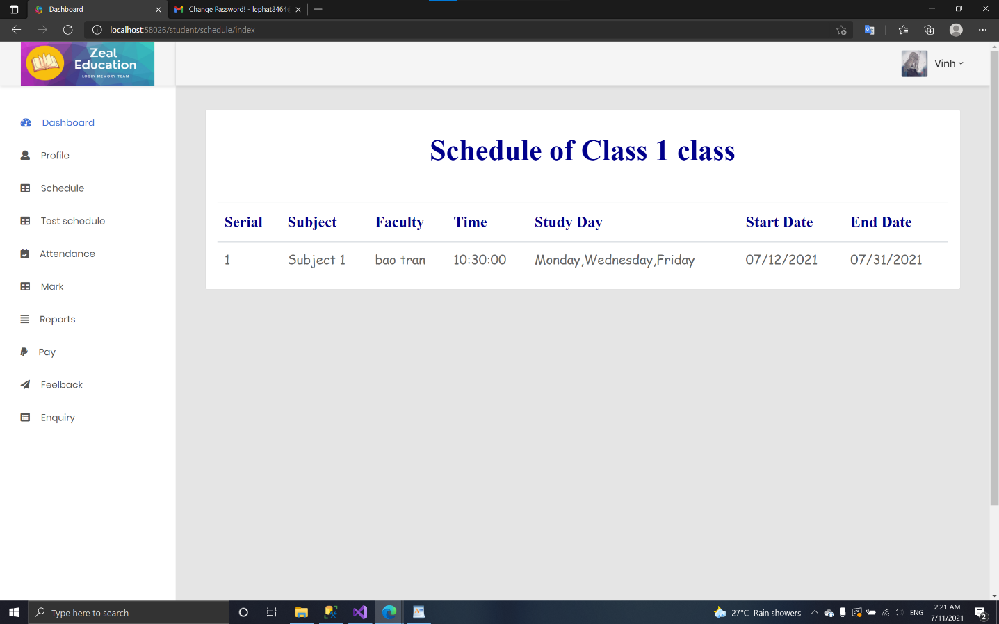 Dashboard
Change Password! - lephat8464
localhost:58026/student/schedule/index
Zeal
Education
LOGIN MEMORY TEAM
Vinh
Dashboard
Profile
Schedule
Test schedule
Attendance
Mark
Reports
Pay
Feelback
Enquiry
Schedule of Class 1 class
Serial Subject Faculty Time Study Day Start Date End Date
1 Subject 1 bao tran 10:30:00 Monday,Wednesday,Friday 07/12/2021 07/31/2021
Type here to search
27°C Rain showers
ENG
2:21 AM
7/11/2021
2